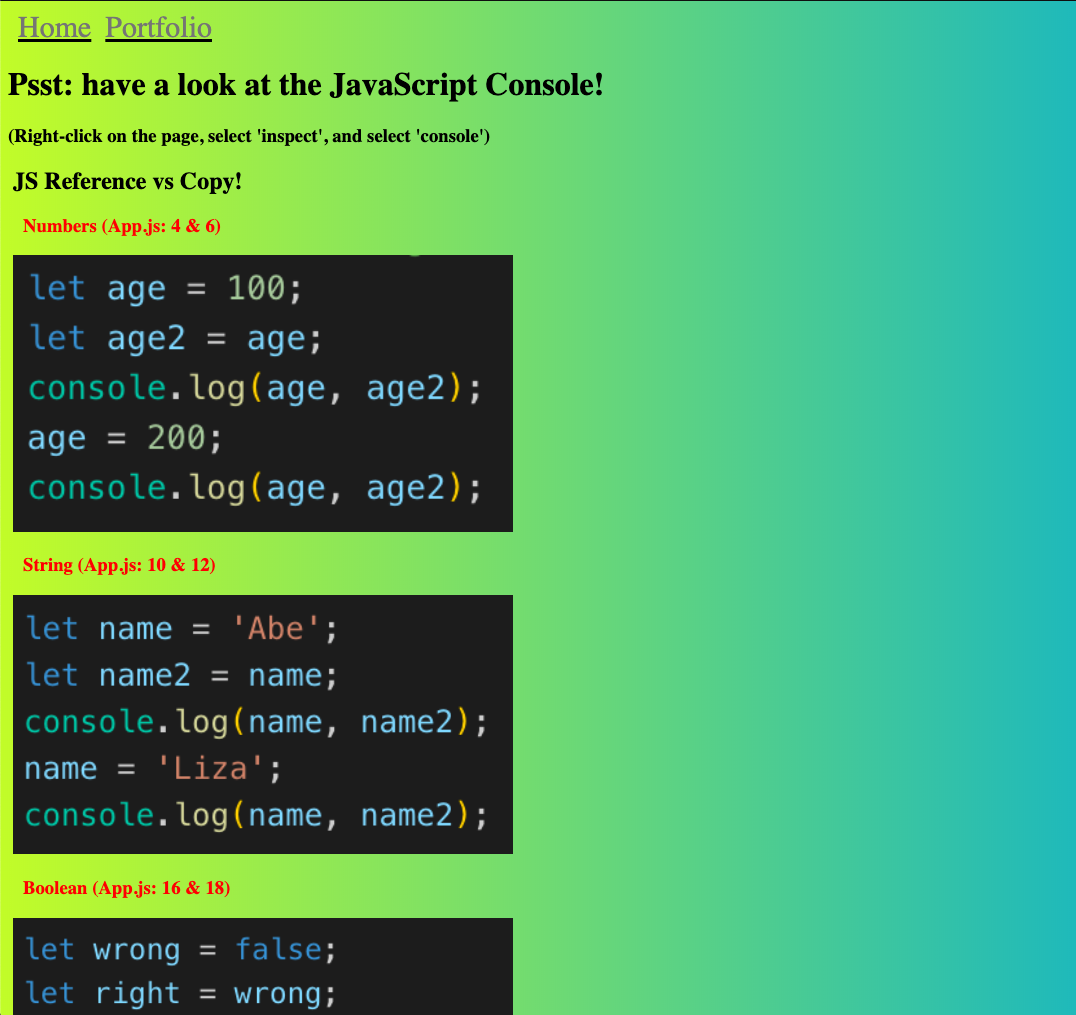 Home Portfolio
Psst: have a look at the JavaScript Console!
(Right-click on the page, select 'inspect', and select 'console')
JS Reference vs Copy!
Numbers (App.js: 4 & 6)
let age = 100;
let age2 = age;
console.log(age, age2);
age = 200;
console.log(age, age2);
String (App.js: 10 & 12)
let name = 'Abe';
let name2 = name;
console.log(name, name2);
name = 'Liza';
console.log(name, name2);
Boolean (App.js: 16 & 18)
let wrong = false;
let right = wrong;